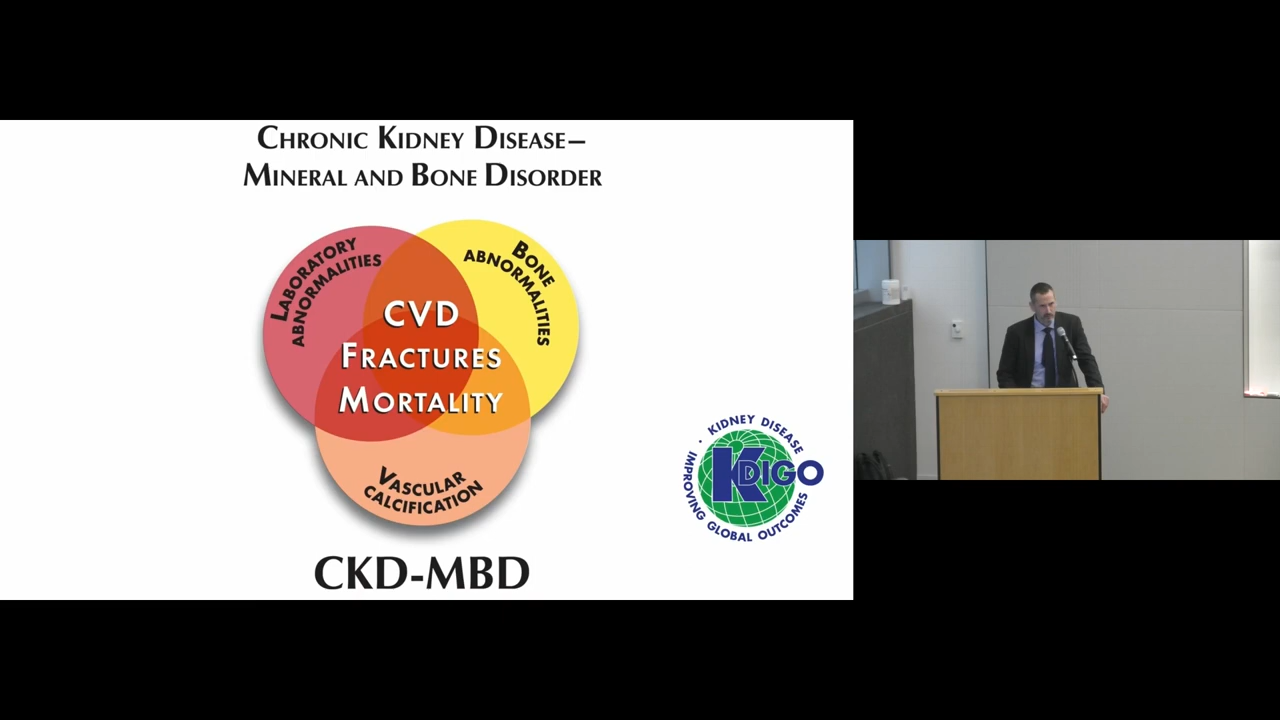 CHRONIC KIDNEY DISEASE–
MINERAL AND BONE DISORDER
LABORATORY
ABNORMALITIES
BONE
ABNORMALITIES
CVD
FRACTURES
MORTALITY
VASCULAR
CALCIFICATION
CKD-MBD
KIDNEY DISEASE
KDIGO
IMPROVING GLOBAL OUTCOMES